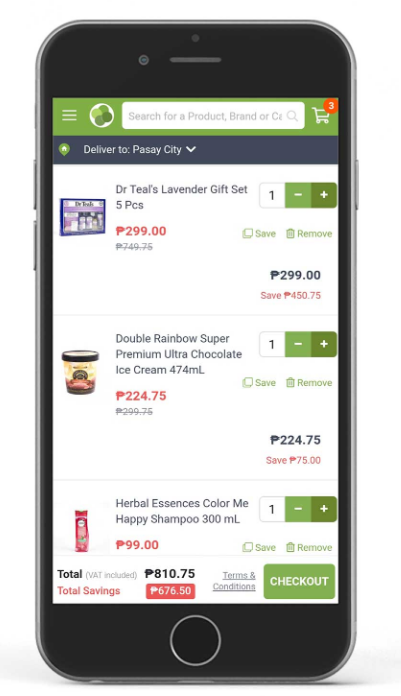 Search for a Product, Brand or Ca
3
Deliver to: Pasay City
Dr Teal's Lavender Gift Set
5 Pcs
1 - +
₱299.00
₱749.75
Save Remove
₱299.00
Save ₱450.75
Dr Teal's
Double Rainbow Super
Premium Ultra Chocolate
Ice Cream 474mL
1 - +
₱224.75
₱299.75
Save Remove
₱224.75
Save ₱75.00
Herbal Essences Color Me
Happy Shampoo 300 mL
1 - +
₱99.00
Save Remove
Total (VAT included) ₱810.75
Total Savings ₱676.50
Terms &
Conditions
CHECKOUT